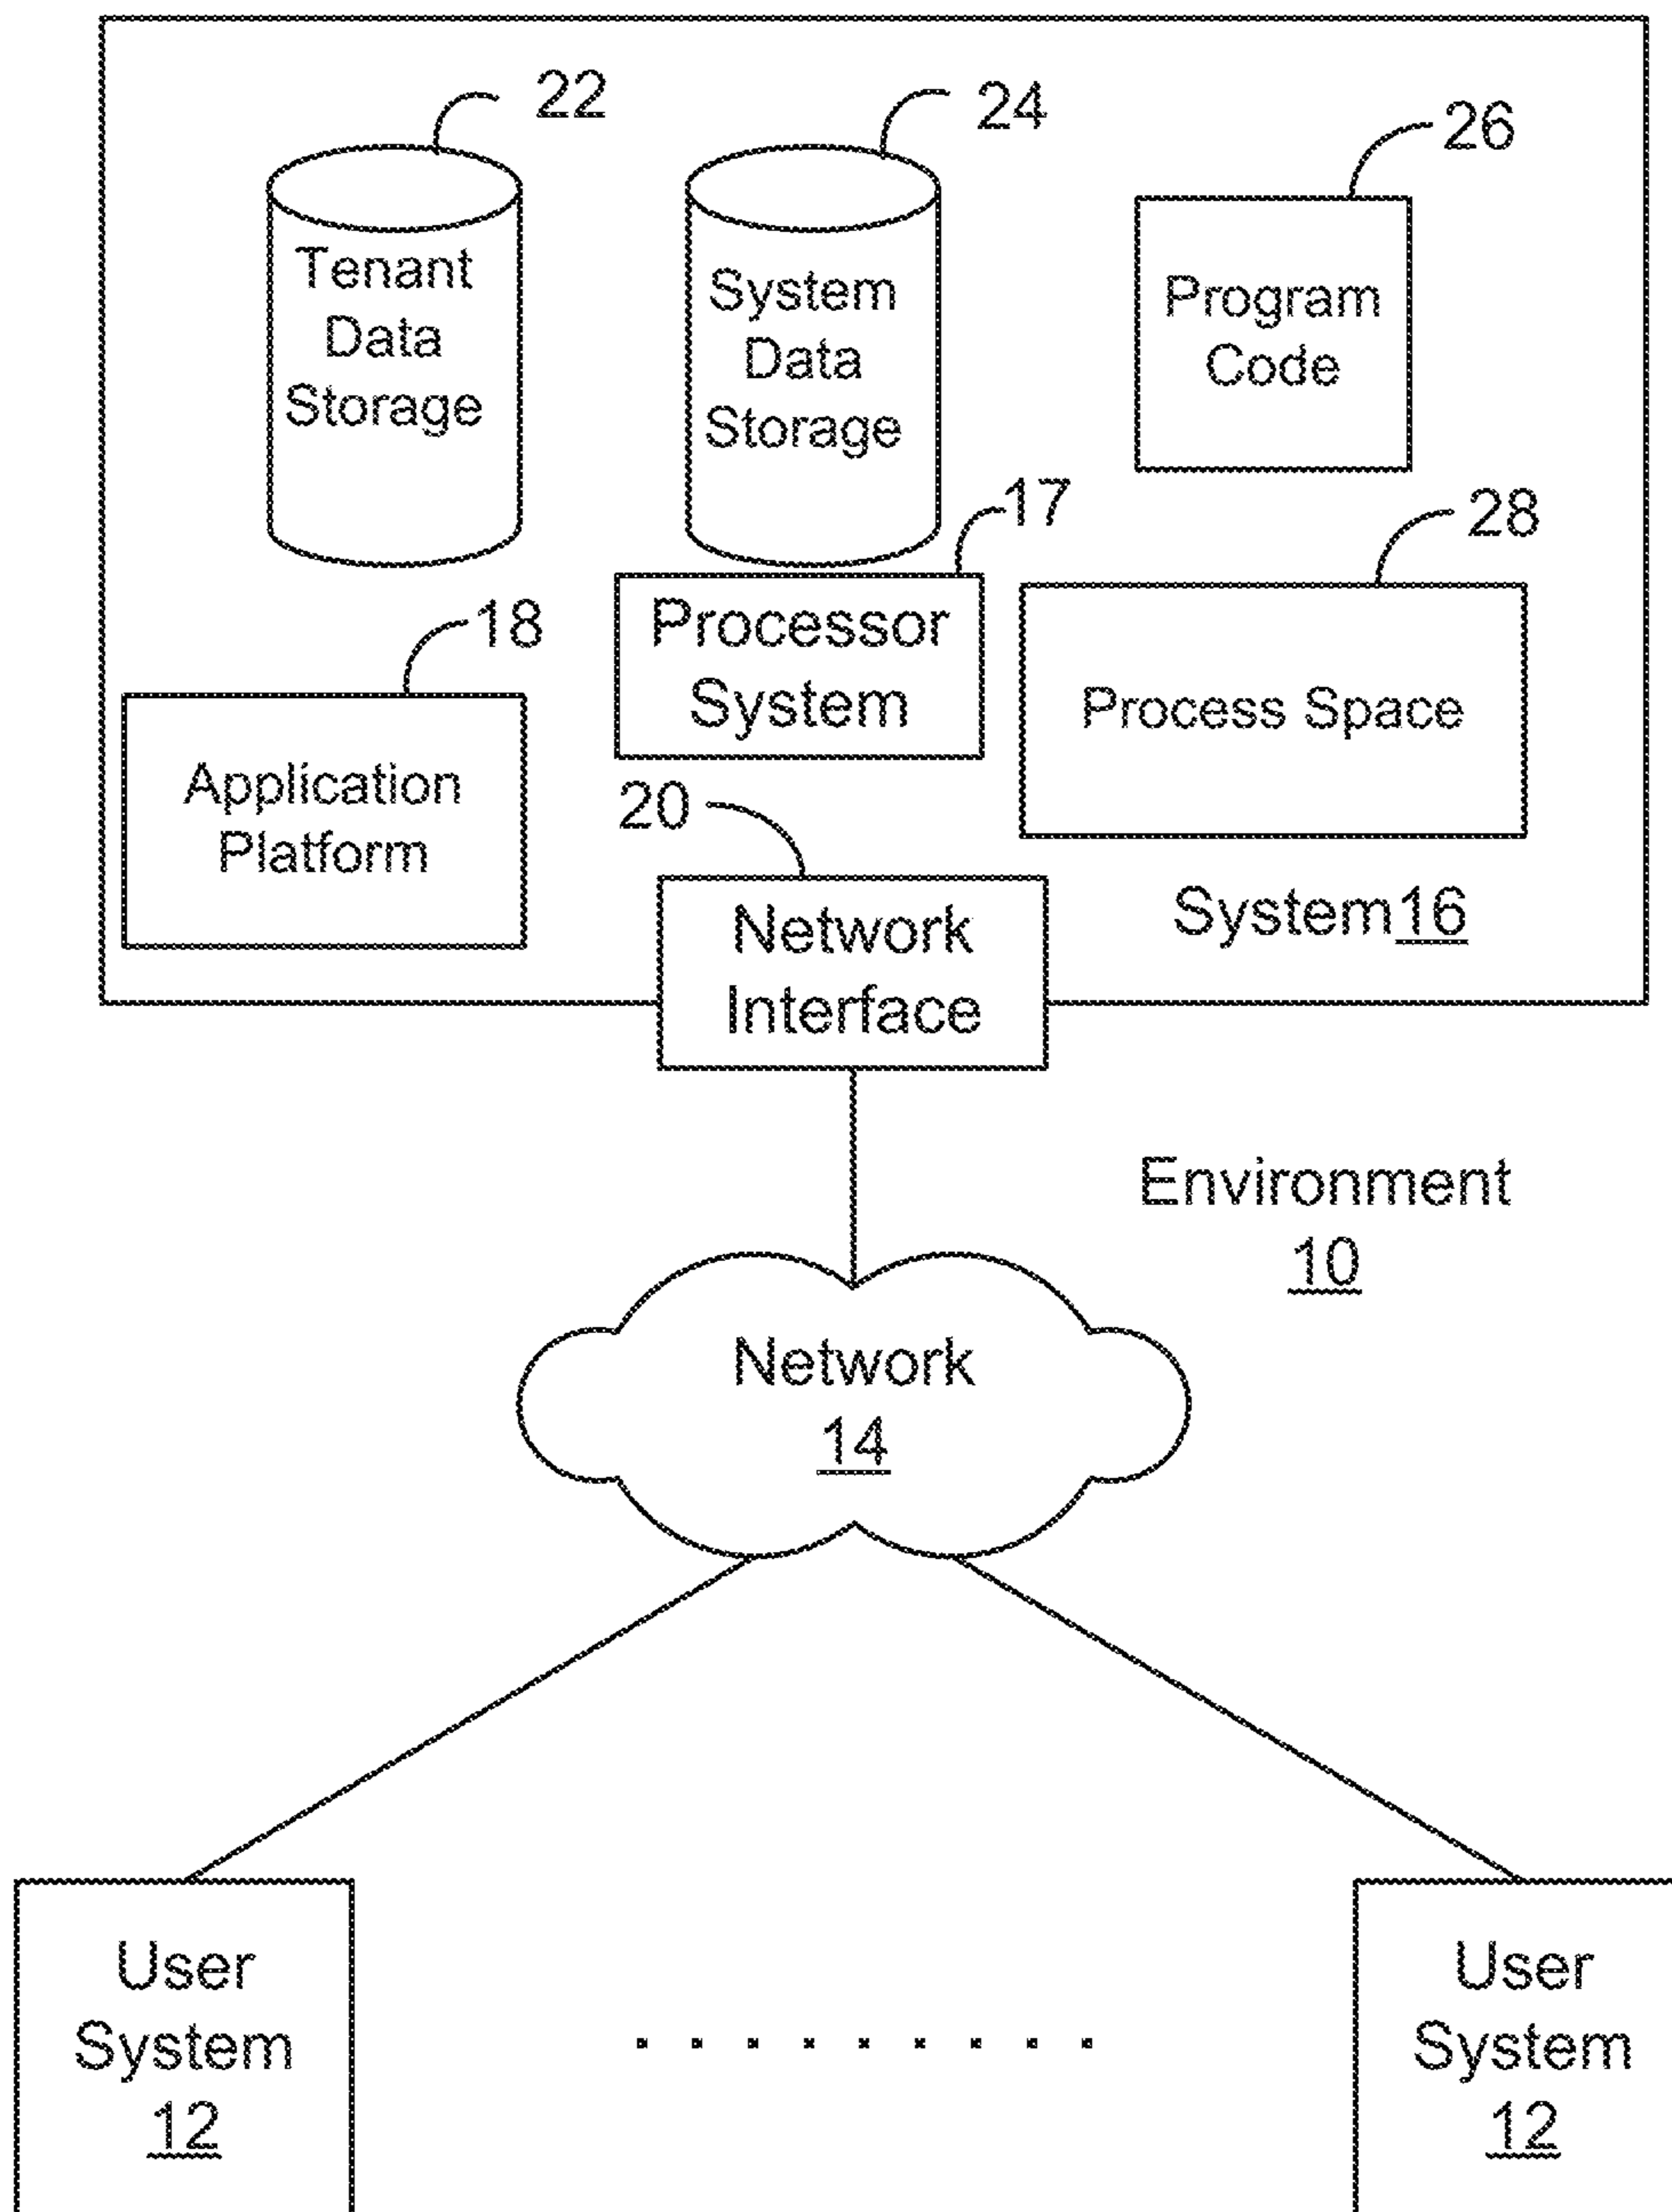 22
24
26
Tenant
Data
Storage
System
Data
Storage
Program
Code
17
28
18
Processor
System
Process Space
Application
Platform
20
System16
Network
Interface
Environment
10
Network
14
User
System
12
.........
User
System
12